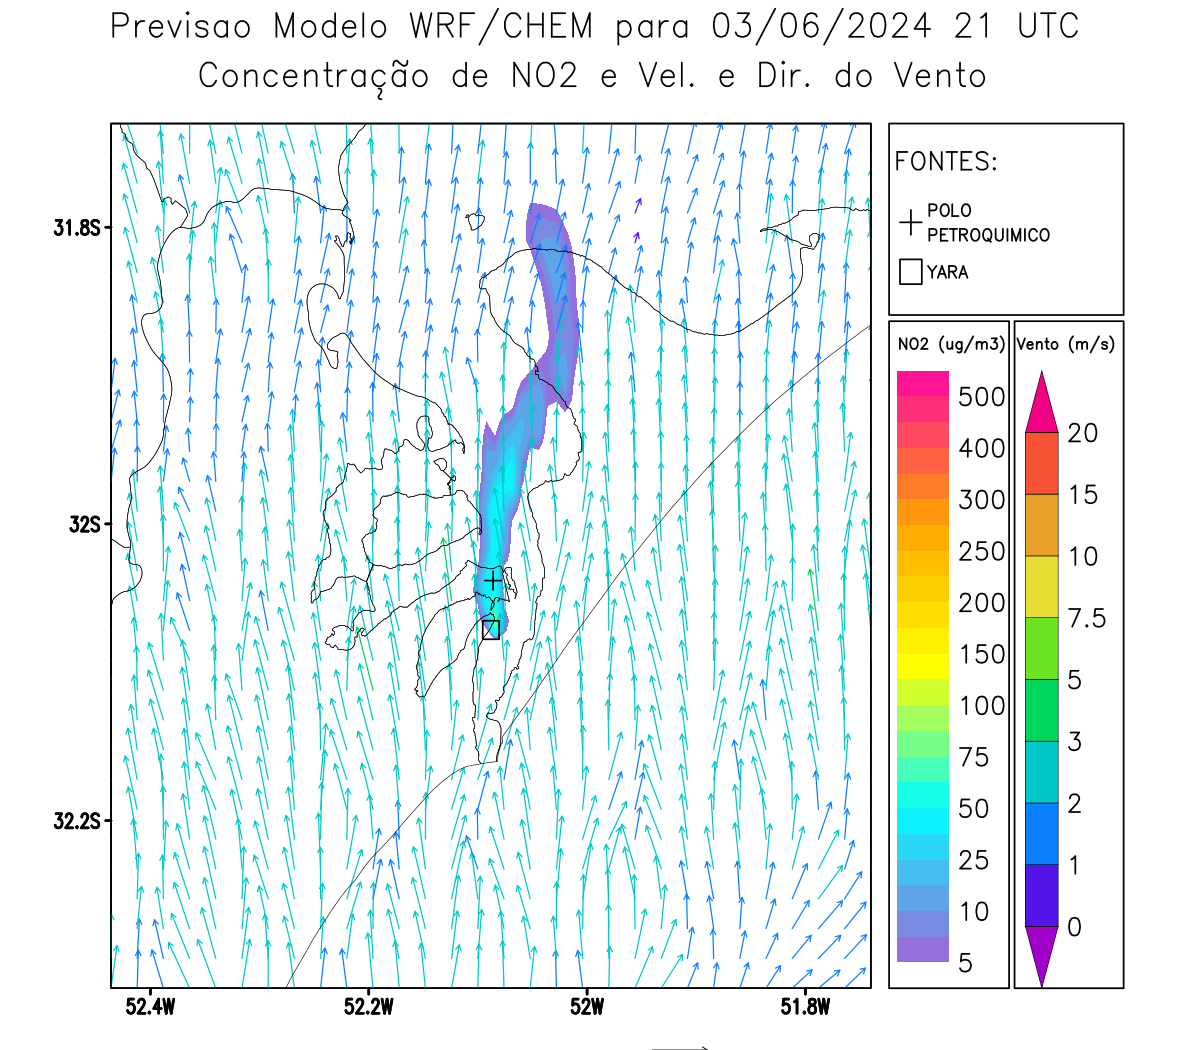 Previsao Modelo WRF/CHEM para 03/06/2024 21 UTC
Concentração de NO2 e Vel. e Dir. do Vento
FONTES:
POLO
PETROQUIMICO
YARA
NO2 (ug/m3)
500
400
300
250
200
150
100
75
50
25
10
5
Vento (m/s)
20
15
10
7.5
5
3
2
1
0
31.8S
32S
32.2S
52.4W
52.2W
52W
51.8W